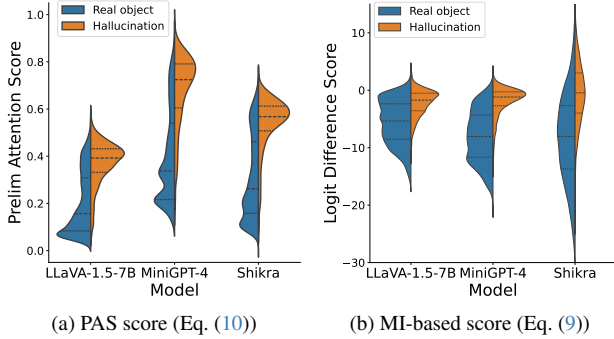 Real object
Hallucination
1.0
0.8
0.6
0.4
0.2
0.0
Prelim Attention Score
LLaVA-1.5-7B MiniGPT-4 Shikra
Model
(a) PAS score (Eq. (10))
Real object
Hallucination
10
0
−10
−20
−30
Logit Difference Score
LLaVA-1.5-7B MiniGPT-4 Shikra
Model
(b) MI-based score (Eq. (9))